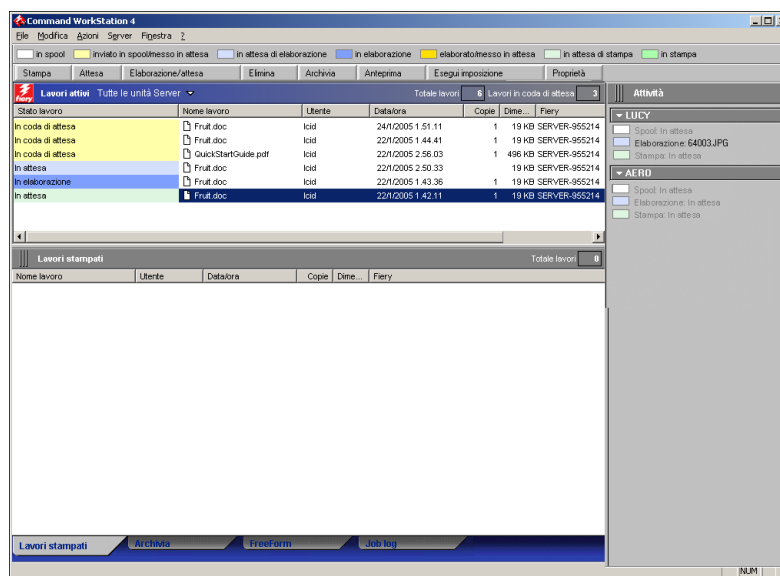 Command WorkStation 4
File Modifica Azioni Server Finestra ?
in spool inviato in spool/messo in attesa in attesa di elaborazione in elaborazione elaborato/messo in attesa in attesa di stampa in stampa
Stampa Attesa Elaborazione/attesa Elimina Archivia Anteprima Esegui imposizione Proprietà
fiery Lavori attivi Tutte le unità Server Totale lavori 6 Lavori in coda di attesa 3
Stato lavoro Nome lavoro Utente Data/ora Copie Dime... Fiery
In coda di attesa Fruit.doc lcid 24/1/2005 1.51.11 1 19 KB SERVER-955214
In coda di attesa Fruit.doc lcid 22/1/2005 1.44.41 1 19 KB SERVER-955214
In coda di attesa QuickStartGuide.pdf lcid 22/1/2005 2.56.03 1 496 KB SERVER-955214
In attesa Fruit.doc lcid 22/1/2005 2.50.33 19 KB SERVER-955214
In elaborazione Fruit.doc lcid 22/1/2005 1.43.36 1 19 KB SERVER-955214
In attesa Fruit.doc lcid 22/1/2005 1.42.11 1 19 KB SERVER-955214
Lavori stampati Totale lavori 0
Nome lavoro Utente Data/ora Copie Dime... Fiery
Lavori stampati Archivia FreeForm Job log
Attività
LUCY
Spool: In attesa
Elaborazione: 64003.JPG
Stampa: In attesa
AERO
Spool: In attesa
Elaborazione: In attesa
Stampa: In attesa
NUM